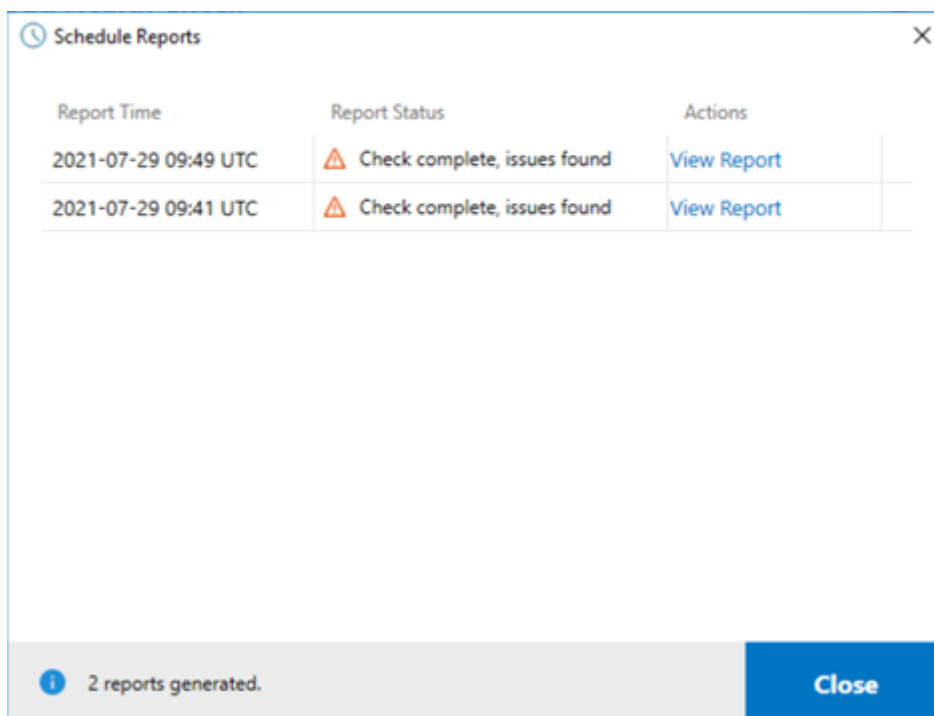 Schedule Reports
Report Time Report Status Actions
2021-07-29 09:49 UTC Check complete, issues found View Report
2021-07-29 09:41 UTC Check complete, issues found View Report
2 reports generated. Close